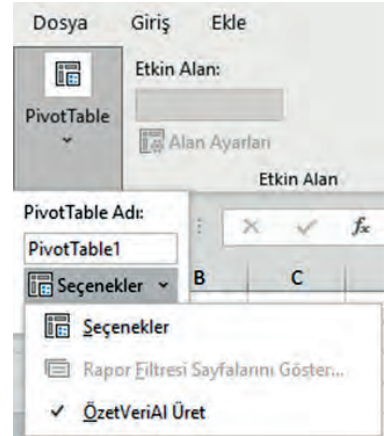 Dosya Giriş Ekle
Etkin Alan:
PivotTable
Alan Ayarları
Etkin Alan
PivotTable Adı:
PivotTable1
fx
Seçenekler
B C
Seçenekler
Rapor Filtresi Sayfalarını Göster...
ÖzetVeriAl Üret